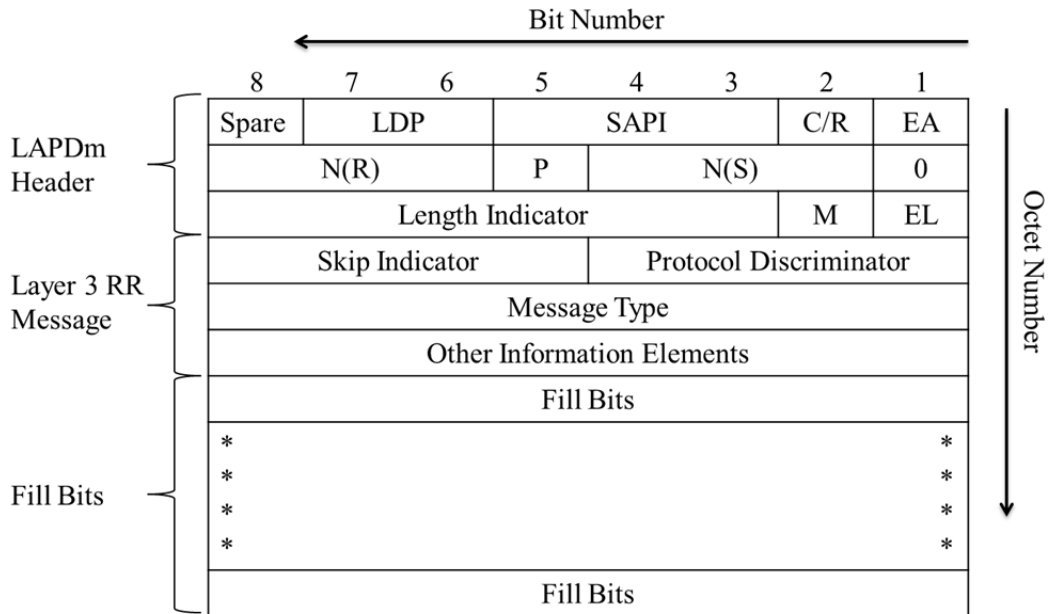 Bit Number
8 7 6 5 4 3 2 1
Spare LDP SAPI C/R EA
LAPDm
Header
N(R) P N(S) 0
Length Indicator M EL
Skip Indicator Protocol Discriminator
Layer 3 RR
Message
Message Type
Other Information Elements
Fill Bits
* *
* *
Fill Bits
* *
* *
Fill Bits
Octet Number